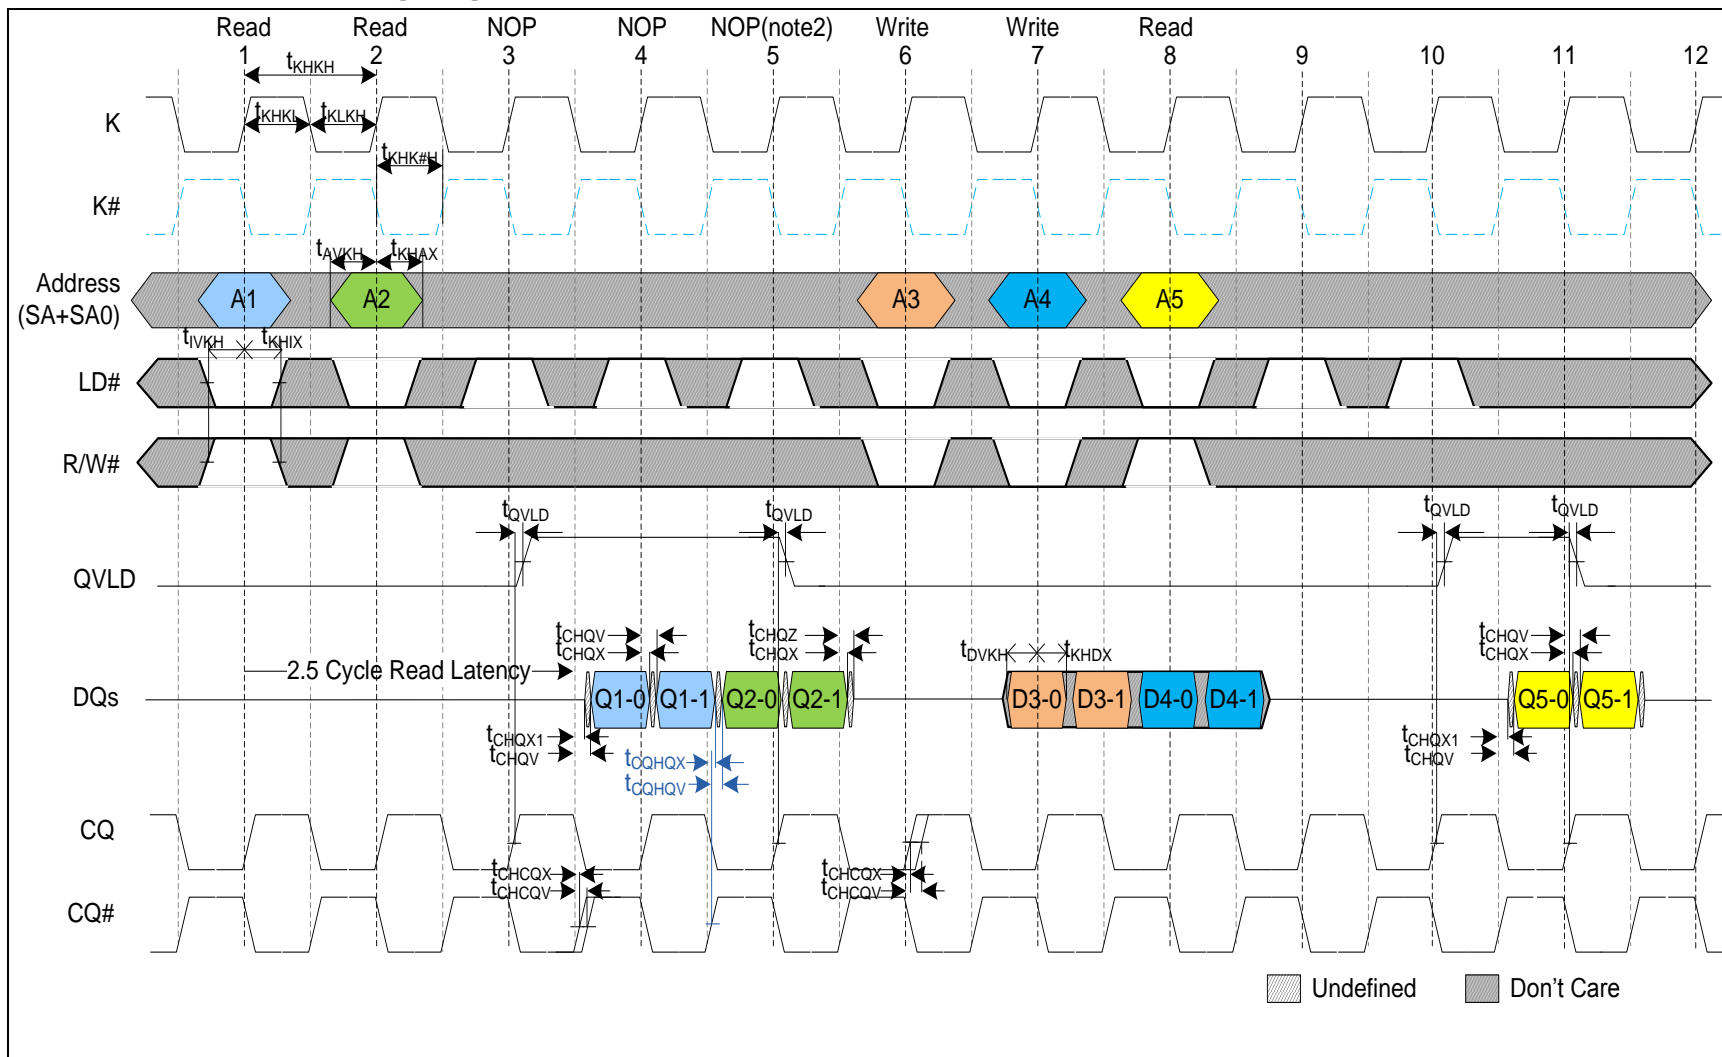 Read Read NOP NOP NOP(note2) Write Write Read
1 2 3 4 5 6 7 8 9 10 11 12
tKHKH
K tKHKL tKLKH
tKHK#H
K#
tAVKH tKHAX
Address
(SA+SA0) A1 A2 A3 A4 A5
tIVKH tKHIX
LD#
R/W#
tQVLD tQVLD tQVLD tQVLD
QVLD
tCHQV tCHQZ tCHQV
tCHQX tCHQX tDVKH tKHDX tCHQX
2.5 Cycle Read Latency
DQs Q1-0 Q1-1 Q2-0 Q2-1 D3-0 D3-1 D4-0 D4-1 Q5-0 Q5-1
tCHQX1 tCHQX1
tCHQV tCHQV
tCQHQX
tCQHQV
CQ
tCHCQX tCHCQX
tCHCQV tCHCQV
CQ#
Undefined Don't Care